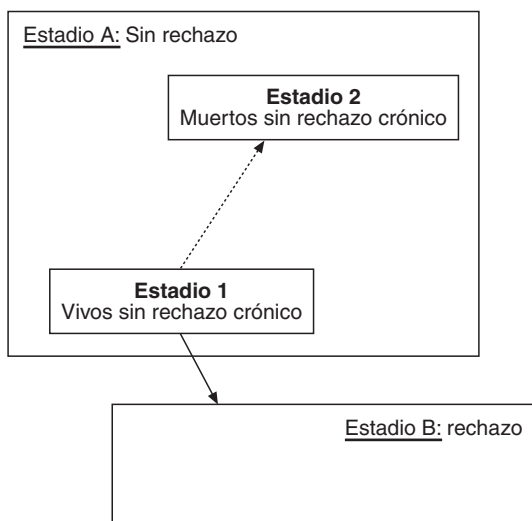 Estadio A: Sin rechazo
Estadio 2
Muertos sin rechazo crónico
Estadio 1
Vivos sin rechazo crónico
Estadio B: rechazo